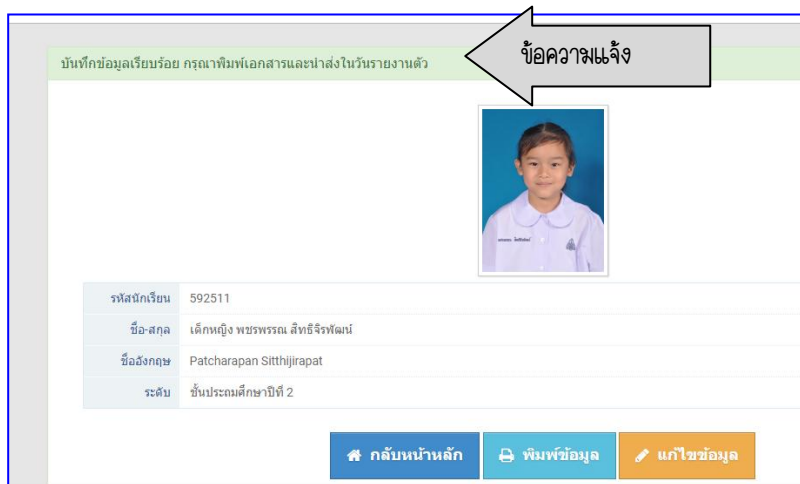 ข้อความแจ้ง
บันทึกข้อมูลเรียบร้อย กรุณาพิมพ์เอกสารและนำส่งในวันรายงานตัว
รหัสนักเรียน 592511
ชื่อ-สกุล เด็กหญิง พชรพรรณ สิทธิจิรพัฒน์
ชื่ออังกฤษ Patcharapan Sitthijirapat
ระดับ ชั้นประถมศึกษาปีที่ 2
กลับหน้าหลัก พิมพ์ข้อมูล แก้ไขข้อมูล